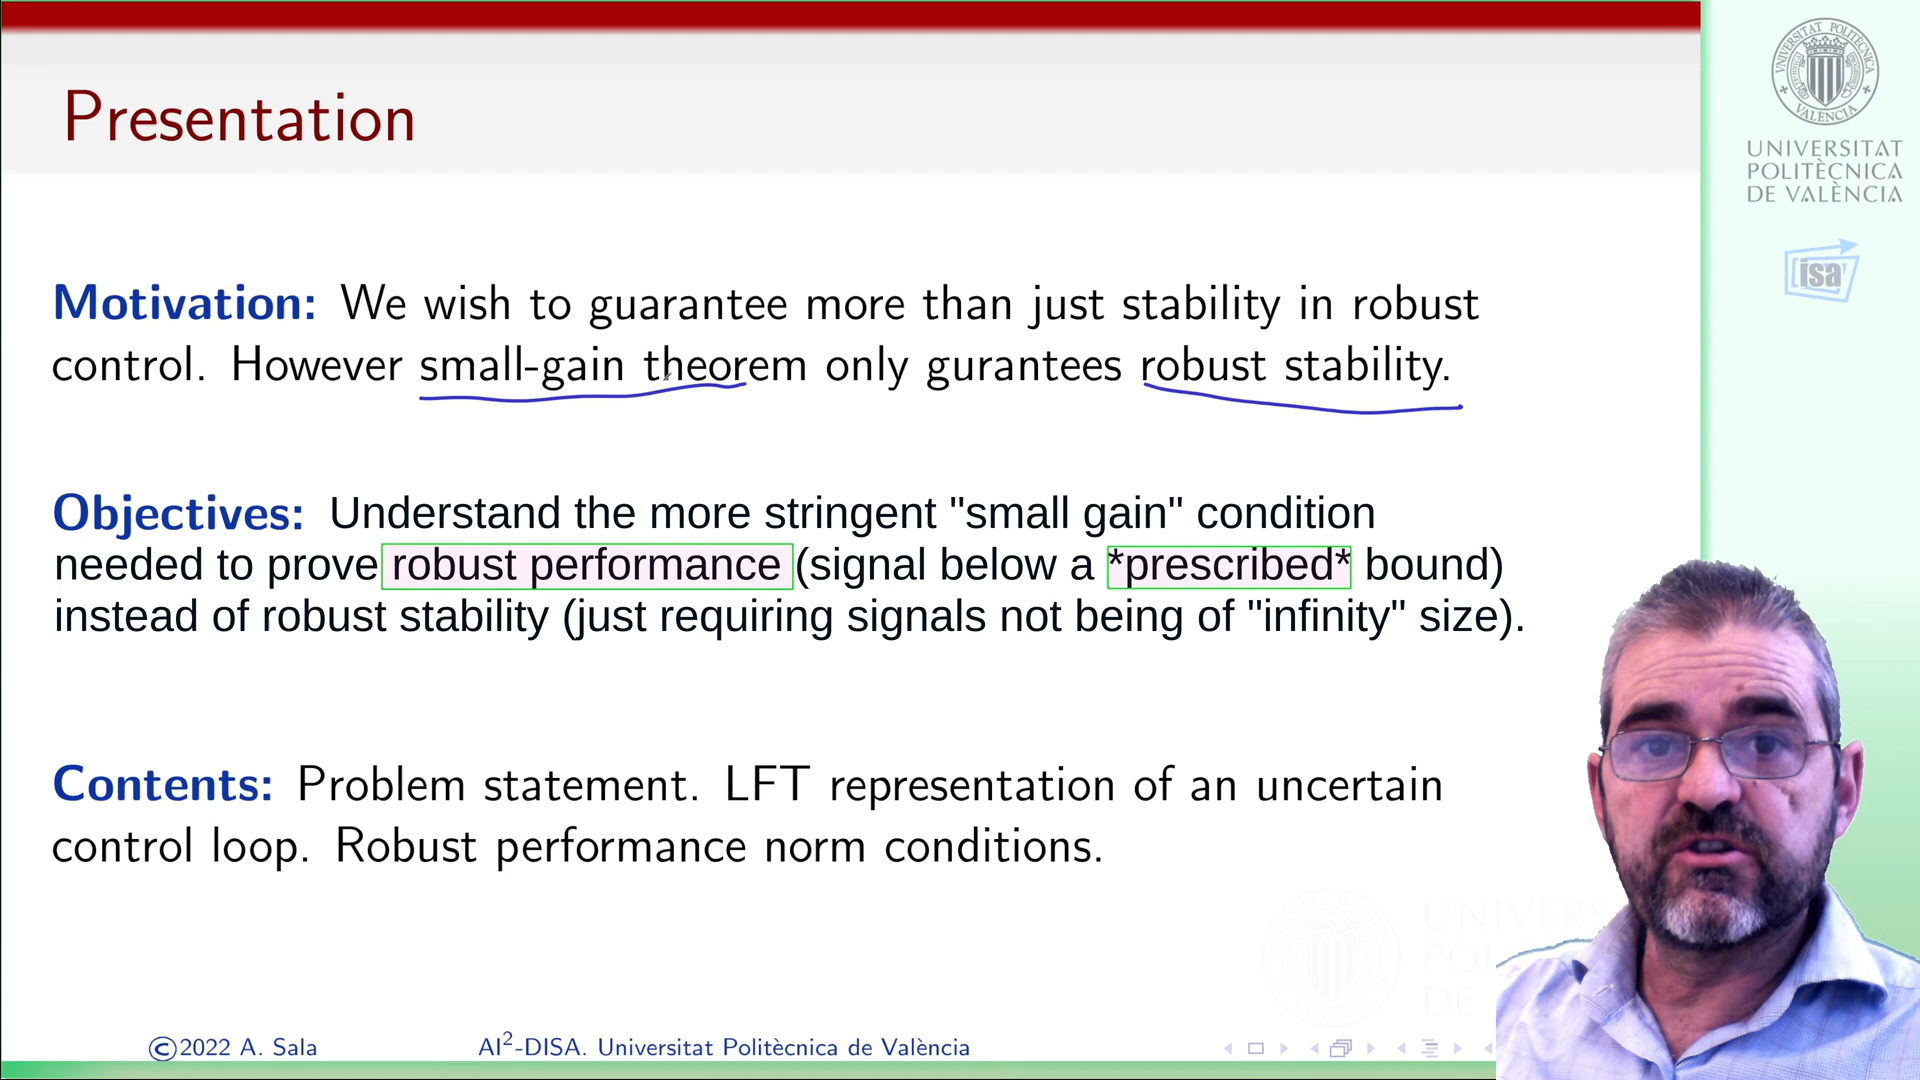 Presentation
Motivation: We wish to guarantee more than just stability in robust
control. However small-gain theorem only gurantees robust stability.
Objectives: Understand the more stringent "small gain" condition
needed to prove robust performance (signal below a *prescribed* bound)
instead of robust stability (just requiring signals not being of "infinity" size).
Contents: Problem statement. LFT representation of an uncertain
control loop. Robust performance norm conditions.
©2022 A. Sala
AI²-DISA. Universitat Politècnica de València
UNIVERSITAT
POLITÈCNICA
DE VALÈNCIA
isa